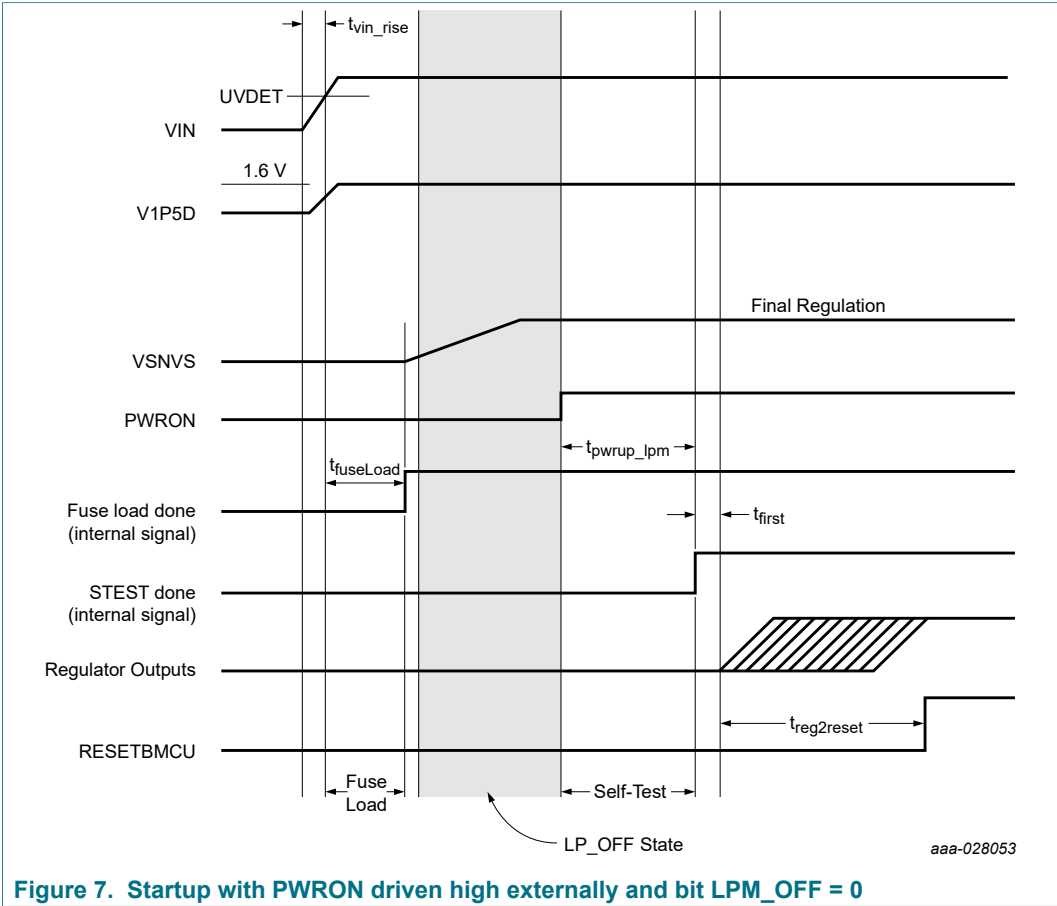 tvin_rise
UVDET
VIN
1.6 V
V1P5D
Final Regulation
VSNVS
PWRON
tpwrup_lpm
tfuseLoad
Fuse load done
(internal signal)
tfirst
STEST done
(internal signal)
Regulator Outputs
treg2reset
RESETBMCU
Fuse
Load
Self-Test
LP_OFF State
aaa-028053
Figure 7. Startup with PWRON driven high externally and bit LPM_OFF = 0